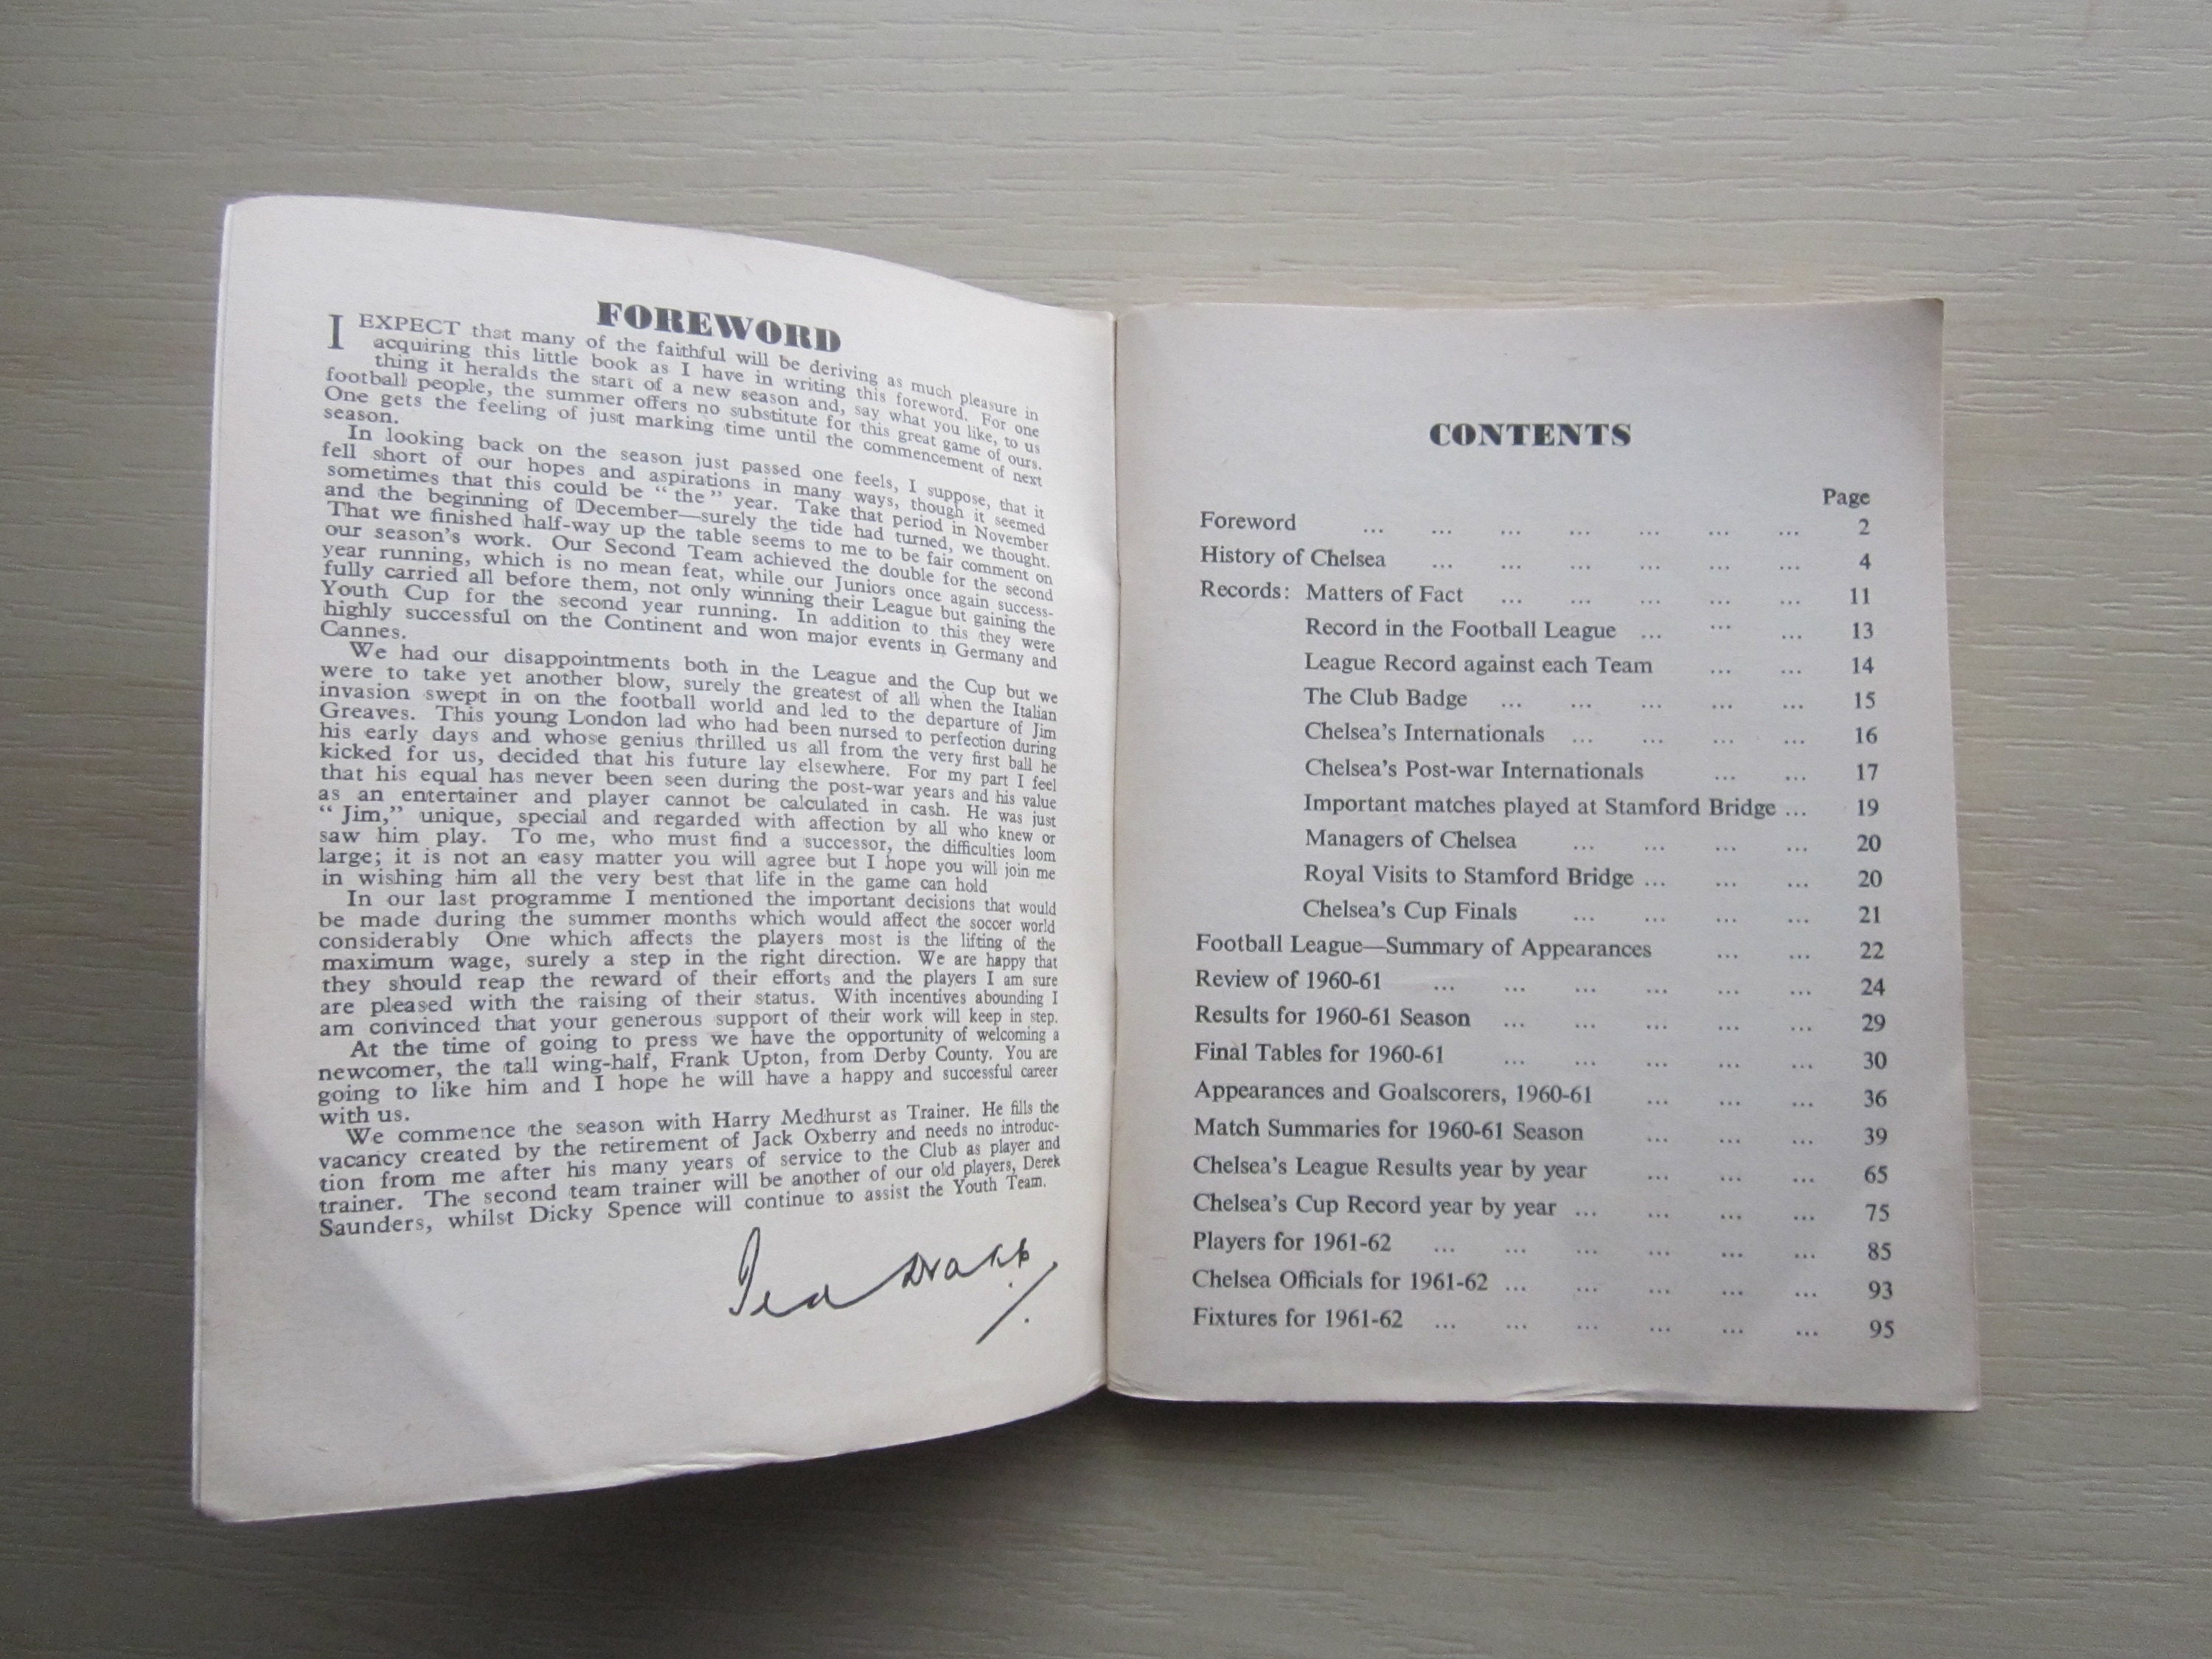 FOREWORD
I EXPECT that many of the faithful will be deriving as much pleasure in
acquiring this little book as I have in writing this foreword. For one
thing it heralds the start of a new season and, say what you like, to us
football people, the summer offers no substitute for this great game of ours.
One gets the feeling of just marking time until the commencement of next
season.
In looking back on the season just passed one feels, I suppose, that it
fell short of our hopes and aspirations in many ways, though it seemed
sometimes that this could be "the" year. Take that period in November
and the beginning of December—surely the tide had turned, we thought.
That we finished half-way up the table seems to me to be fair comment on
our season's work. Our Second Team achieved the double for the second
year running, which is no mean feat, while our Juniors once again success-
fully carried all before them, not only winning their League but gaining the
Youth Cup for the second year running. In addition to this they were
highly successful on the Continent and won major events in Germany and
Cannes.
We had our disappointments both in the League and the Cup but we
were to take yet another blow, surely the greatest of all when the Italian
invasion swept in on the football world and led to the departure of Jim
Greaves. This young London lad who had been nursed to perfection during
his early days and whose genius thrilled us all from the very first ball he
kicked for us, decided that his future lay elsewhere. For my part I feel
that his equal has never been seen during the post-war years and his value
as an entertainer and player cannot be calculated in cash. He was just
"Jim," unique, special and regarded with affection by all who knew or
saw him play. To me, who must find a successor, the difficulties loom
large; it is not an easy matter you will agree but I hope you will join me
in wishing him all the very best that life in the game can hold
In our last programme I mentioned the important decisions that would
be made during the summer months which would affect the soccer world
considerably One which affects the players most is the lifting of the
maximum wage, surely a step in the right direction. We are happy that
they should reap the reward of their efforts and the players I am sure
are pleased with the raising of their status. With incentives abounding I
am convinced that your generous support of their work will keep in step.
At the time of going to press we have the opportunity of welcoming a
newcomer, the tall wing-half, Frank Upton, from Derby County. You are
going to like him and I hope he will have a happy and successful career
with us.
We commence the season with Harry Medhurst as Trainer. He fills the
vacancy created by the retirement of Jack Oxberry and needs no introduc-
tion from me after his many years of service to the Club as player and
trainer. The second team trainer will be another of our old players, Derek
Saunders, whilst Dicky Spence will continue to assist the Youth Team.
Ted Drake
CONTENTS
Page
Foreword ... ... ... ... ... ... ... 2
History of Chelsea ... ... ... ... ... ... 4
Records: Matters of Fact ... ... ... ... ... 11
Record in the Football League ... ... ... 13
League Record against each Team ... ... 14
The Club Badge ... ... ... ... ... 15
Chelsea's Internationals ... ... ... ... 16
Chelsea's Post-war Internationals ... ... 17
Important matches played at Stamford Bridge ... 19
Managers of Chelsea ... ... ... ... 20
Royal Visits to Stamford Bridge ... ... ... 20
Chelsea's Cup Finals ... ... ... ... 21
Football League—Summary of Appearances ... ... 22
Review of 1960-61 ... ... ... ... ... ... 24
Results for 1960-61 Season ... ... ... ... ... 29
Final Tables for 1960-61 ... ... ... ... ... 30
Appearances and Goalscorers, 1960-61 ... ... ... 36
Match Summaries for 1960-61 Season ... ... ... 39
Chelsea's League Results year by year ... ... ... 65
Chelsea's Cup Record year by year ... ... ... ... 75
Players for 1961-62 ... ... ... ... ... ... 85
Chelsea Officials for 1961-62 ... ... ... ... ... 93
Fixtures for 1961-62 ... ... ... ... ... ... 95